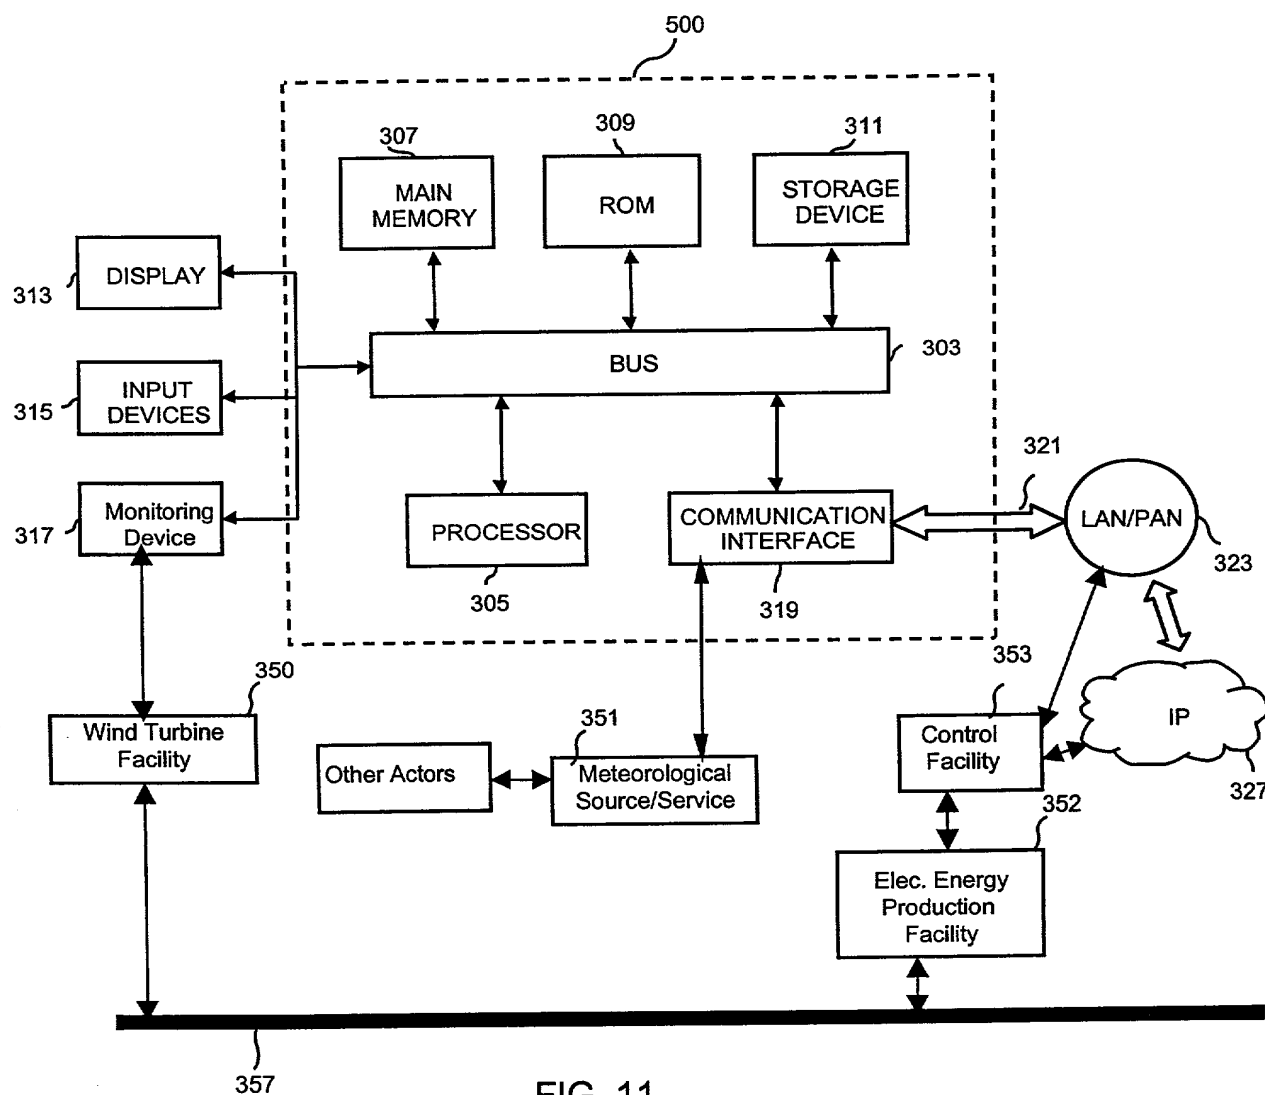 500
307
309
311
MAIN
MEMORY
ROM
STORAGE
DEVICE
DISPLAY
313
BUS
303
INPUT
DEVICES
315
321
Monitoring
Device
317
PROCESSOR
305
COMMUNICATION
INTERFACE
319
LAN/PAN
323
350
Wind Turbine
Facility
Other Actors
351
Meteorological
Source/Service
353
Control
Facility
IP
327
352
Elec. Energy
Production
Facility
357
FIG. 11